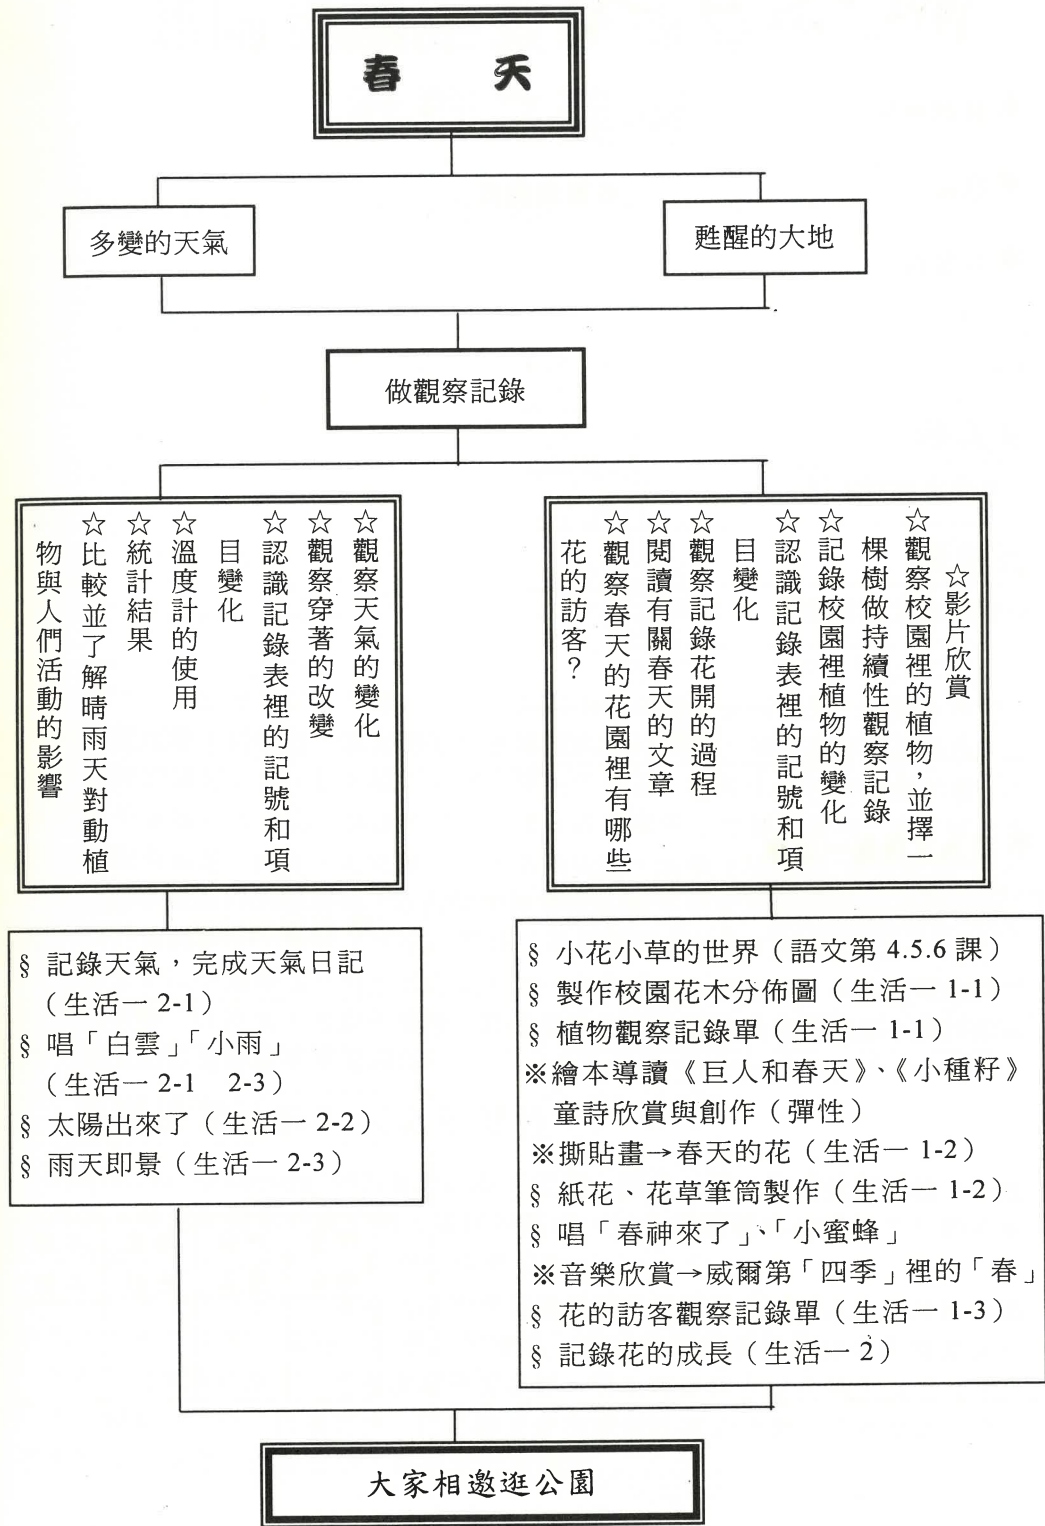 春　天
多變的天氣
甦醒的大地
做觀察記錄
☆觀察天氣的變化
☆觀察穿著的改變
☆認識記錄表裡的記號和項
目變化
☆溫度計的使用
☆統計結果
☆比較並了解晴雨天對動植
物與人們活動的影響
☆影片欣賞
☆觀察校園裡的植物，並擇一
棵樹做持續性觀察記錄
☆記錄校園裡植物的變化
☆認識記錄表裡的記號和項
目變化
☆觀察記錄花開的過程
☆閱讀有關春天的文章
☆觀察春天的花園裡有哪些
花的訪客？
§ 記錄天氣，完成天氣日記
（生活一 2-1）
§ 唱「白雲」「小雨」
（生活一 2-1　2-3）
§ 太陽出來了（生活一 2-2）
§ 雨天即景（生活一 2-3）
§ 小花小草的世界（語文第 4.5.6 課）
§ 製作校園花木分佈圖（生活一 1-1）
§ 植物觀察記錄單（生活一 1-1）
※繪本導讀《巨人和春天》、《小種籽》
童詩欣賞與創作（彈性）
※撕貼畫→春天的花（生活一 1-2）
§ 紙花、花草筆筒製作（生活一 1-2）
§ 唱「春神來了」、「小蜜蜂」
※音樂欣賞→威爾第「四季」裡的「春」
§ 花的訪客觀察記錄單（生活一 1-3）
§ 記錄花的成長（生活一 2）
大家相邀逛公園